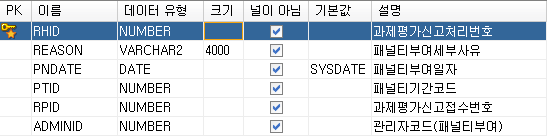 PK 이름 데이터 유형 크기 널이 아님 기본값 설명
RHID NUMBER 과제평가신고처리번호
REASON VARCHAR2 4000 패널티부여세부사유
PNDATE DATE SYSDATE 패널티부여일자
PTID NUMBER 패널티기간코드
RPID NUMBER 과제평가신고접수번호
ADMINID NUMBER 관리자코드(패널티부여)